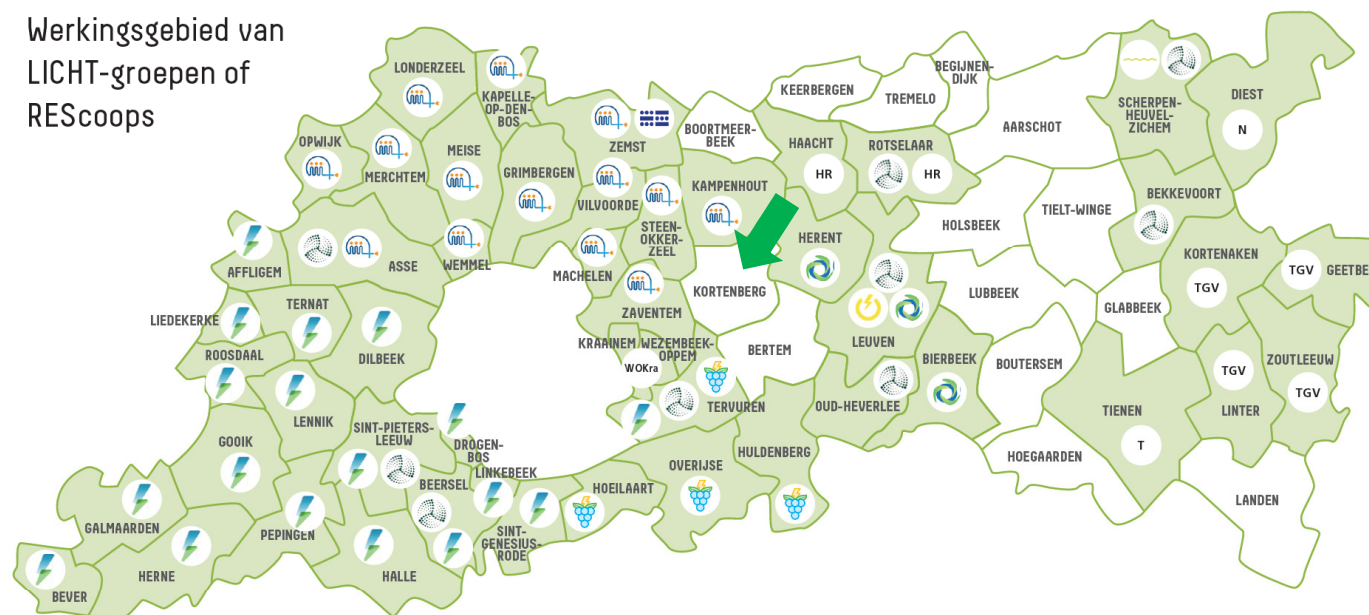 Werkingsgebied van
LICHT-groepen of
REScoops
LONDERZEEL
KAPELLE-
OP-DEN-
BOS
OPWIJK
MERCHTEM
MEISE
GRIMBERGEN
ZEMST
BOORTMEER-
BEEK
KEERBERGEN
TREMELO
BEGIJNEN-
DIJK
AARSCHOT
SCHERPEN-
HEUVEL-
ZICHEM
DIEST
N
HAACHT
HR
ROTSELAAR
HR
VILVOORDE
KAMPENHOUT
STEEN-
OKKER-
ZEEL
AFFLIGEM
ASSE
WEMMEL
MACHELEN
ZAVENTEM
KORTENBERG
HERENT
HOLSBEEK
TIELT-WINGE
BEKKEVOORT
KORTENAKEN
TGV
TGV
GEETBE
LIEDEKERKE
TERNAT
DILBEEK
ROOSDAAL
LENNIK
KRAAINEM
WOKra
WEZEMBEEK-
OPPEM
TERVUREN
BERTEM
LEUVEN
LUBBEEK
GLABBEEK
BIERBEEK
BOUTERSEM
OUD-HEVERLEE
TIENEN
T
TGV
LINTER
ZOUTLEEUW
TGV
GOOIK
SINT-PIETERS-
LEEUW
DROGEN-
BOS
LINKEBEEK
BEERSEL
HOEILAART
OVERIJSE
HULDENBERG
HOEGAARDEN
LANDEN
GALMAARDEN
PEPINGEN
SINT-
GENESIUS-
RODE
HERNE
HALLE
BEVER